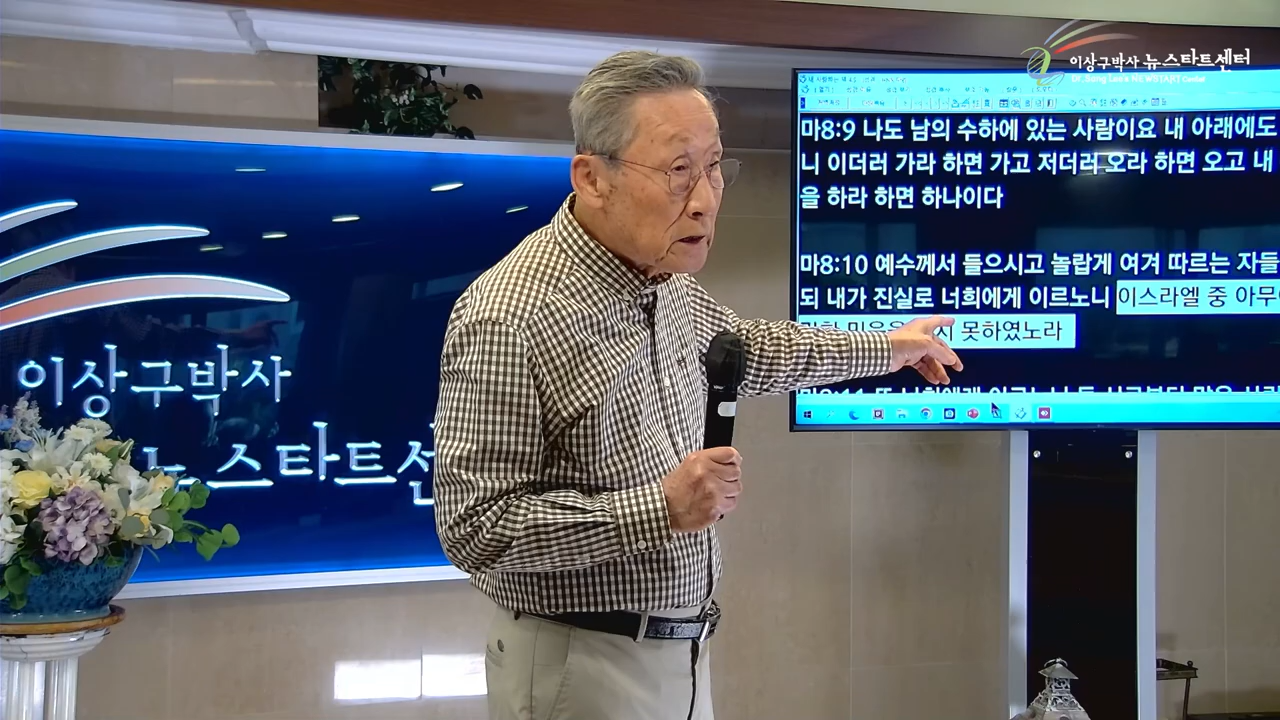 이상구박사 뉴스타트센터
Dr. Sang Lee's NEWSTART Center
마8:9 나도 남의 수하에 있는 사람이요 내 아래에도
니 이더러 가라 하면 가고 저더러 오라 하면 오고 내
을 하라 하면 하나이다
마8:10 예수께서 들으시고 놀랍게 여겨 따르는 자들
되 내가 진실로 너희에게 이르노니 이스라엘 중 아무
못하였노라
이상구박사
뉴스타트센